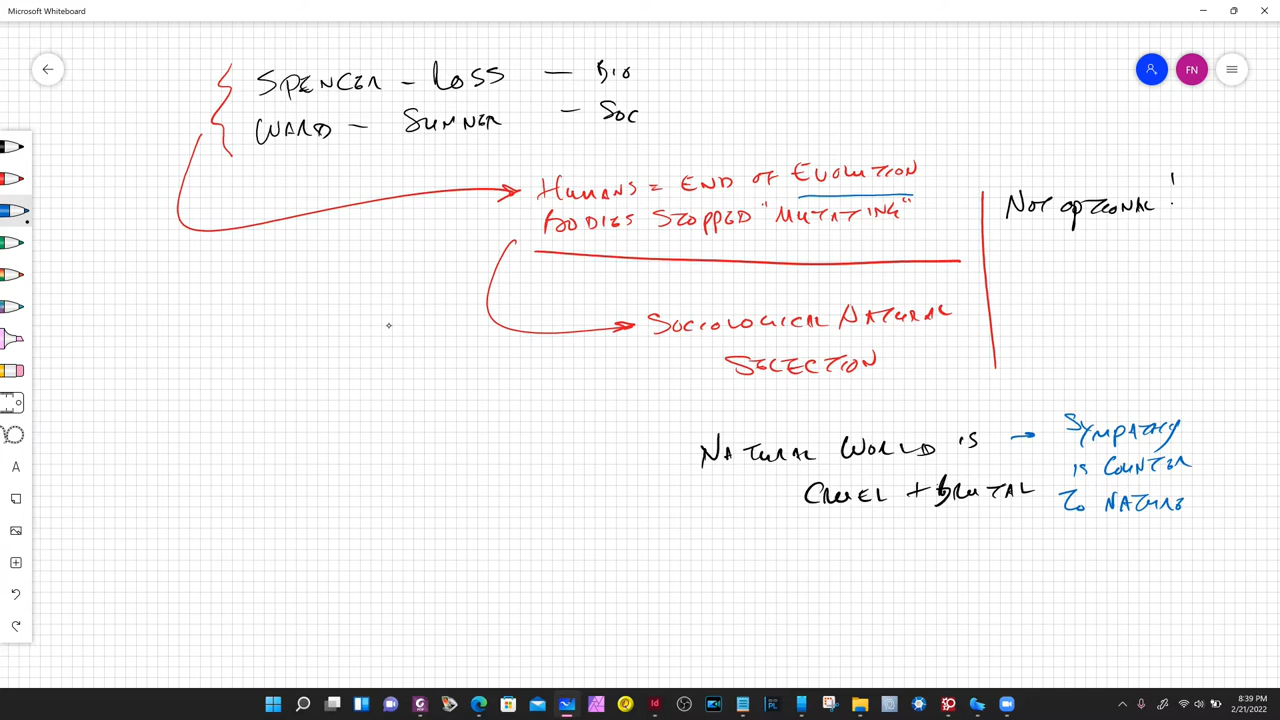 Microsoft Whiteboard
FN
SPENCER - LOSS - BIO
WARD - SUMNER - SOC
HUMANS = END OF EVOLUTION
BODIES STOPPED "MUTATING"
NOT OPTIONAL!
SOCIOLOGICAL NATURAL
SELECTION
NATURAL WORLD IS → SYMPATHY
IS COUNTER
CRUEL + BRUTAL
TO NATURE
A
8:39 PM
2/21/2022